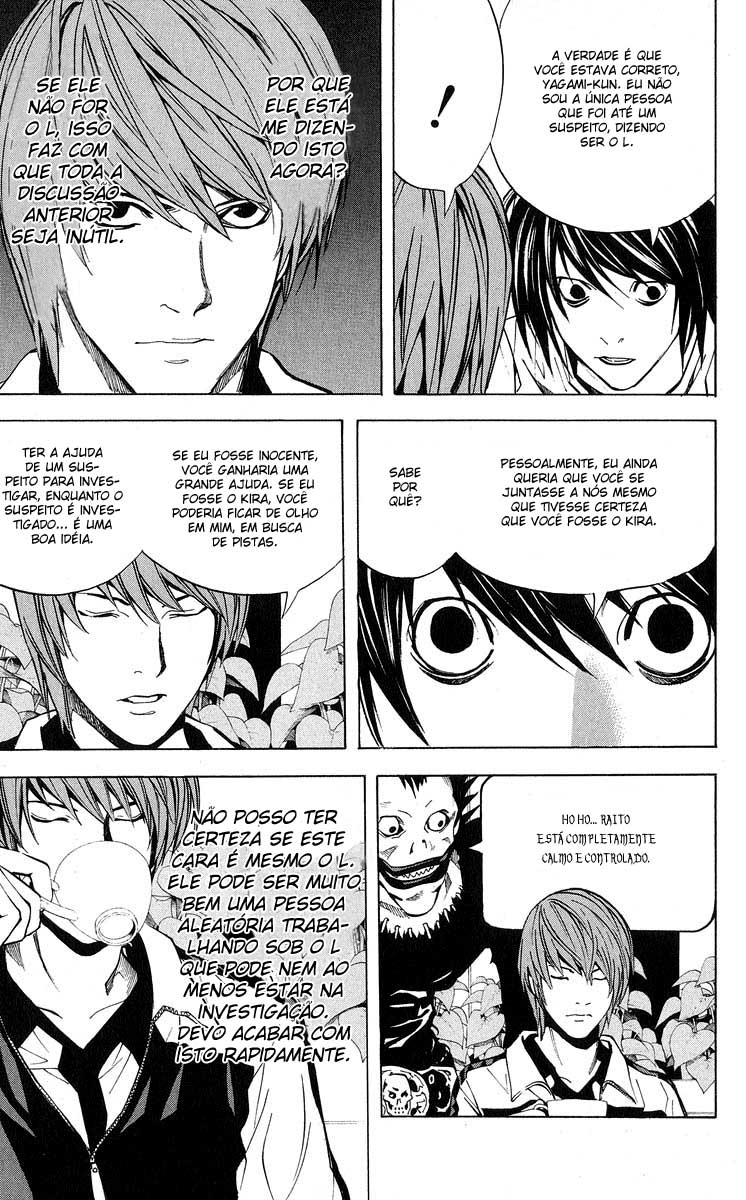 A VERDADE É QUE
VOCÊ ESTAVA CORRETO,
YAGAMI-KUN. EU NÃO
SOU A ÚNICA PESSOA
QUE FOI ATÉ UM
SUSPEITO, DIZENDO
SER O L.
!
POR QUE
ELE ESTÁ
ME DIZEN-
DO ISTO
AGORA?
SE ELE
NÃO FOR
O L, ISSO
FAZ COM
QUE TODA A
DISCUSSÃO
ANTERIOR
SEJA INÚTIL.
PESSOALMENTE, EU AINDA
QUERIA QUE VOCÊ SE
JUNTASSE A NÓS MESMO
QUE TIVESSE CERTEZA
QUE VOCÊ FOSSE O KIRA.
SABE
POR
QUÊ?
SE EU FOSSE INOCENTE,
VOCÊ GANHARIA UMA
GRANDE AJUDA. SE EU
FOSSE O KIRA, VOCÊ
PODERIA FICAR DE OLHO
EM MIM, EM BUSCA
DE PISTAS.
TER A AJUDA
DE UM SUS-
PEITO PARA INVES-
TIGAR, ENQUANTO O
SUSPEITO É INVES-
TIGADO... É UMA
BOA IDÉIA.
HO HO... RAITO
ESTÁ COMPLETAMENTE
CALMO E CONTROLADO.
NÃO POSSO TER
CERTEZA SE ESTE
CARA É MESMO O L.
ELE PODE SER MUITO
BEM UMA PESSOA
ALEATÓRIA TRABA-
LHANDO SOB O L
QUE PODE NEM AO
MENOS ESTAR NA
INVESTIGAÇÃO.
DEVO ACABAR COM
ISTO RAPIDAMENTE.